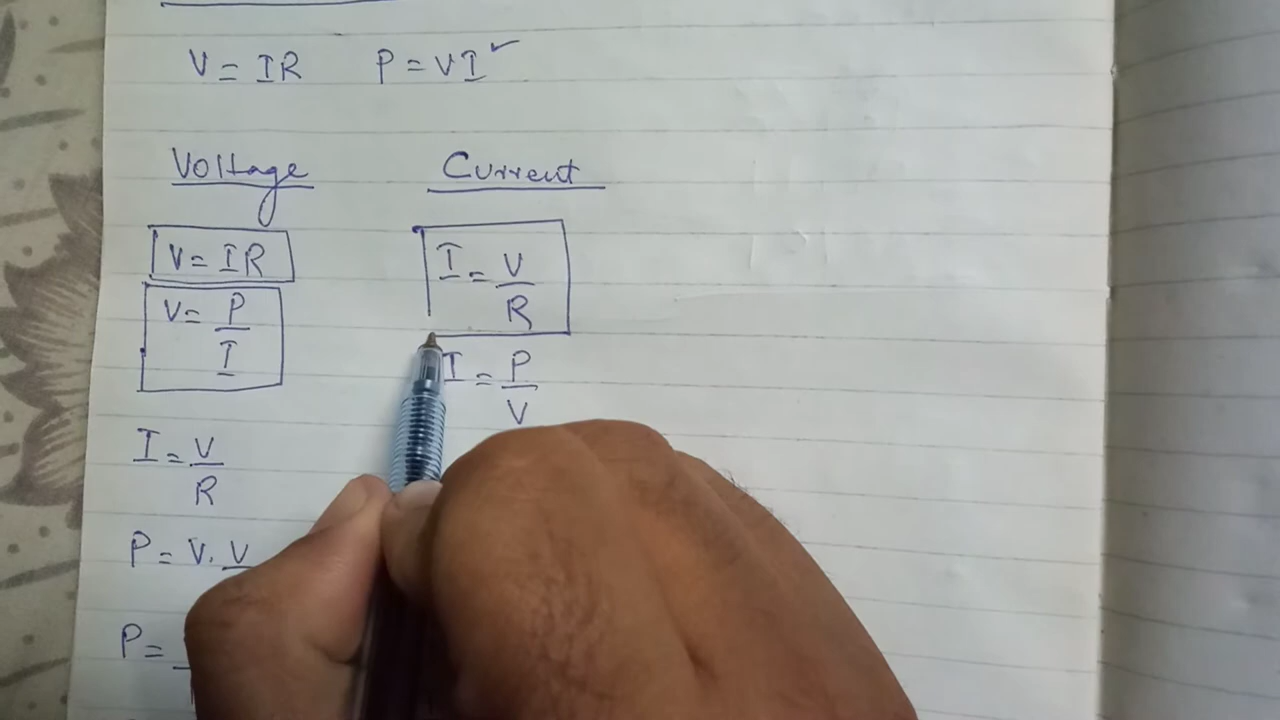 V = IR P = VI ✓
Voltage Current
V = IR
I = V/R
V = P/I
I = P/V
I = V/R
P = V. V
P =